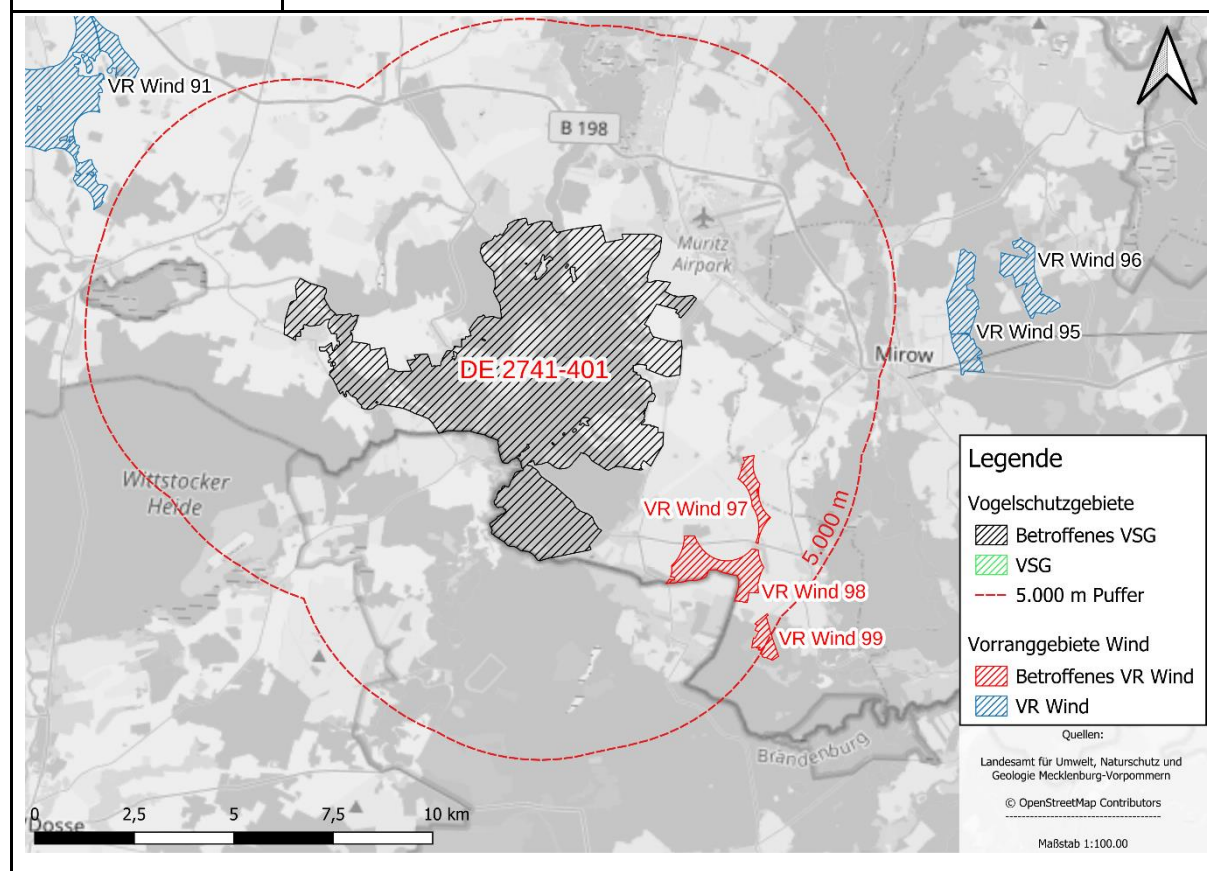 VR Wind 91
B 198
Müritz
Airpark
VR Wind 96
VR Wind 95
Mirow
DE 2741-401
Wittstocker
Heide
VR Wind 97
5.000 m
VR Wind 98
VR Wind 99
Brandenburg
Dosse
0 2,5 5 7,5 10 km
Legende
Vogelschutzgebiete
Betroffenes VSG
VSG
5.000 m Puffer
Vorranggebiete Wind
Betroffenes VR Wind
VR Wind
Quellen:
Landesamt für Umwelt, Naturschutz und
Geologie Mecklenburg-Vorpommern
© OpenStreetMap Contributors
-------------------------------------
Maßstab 1:100.00